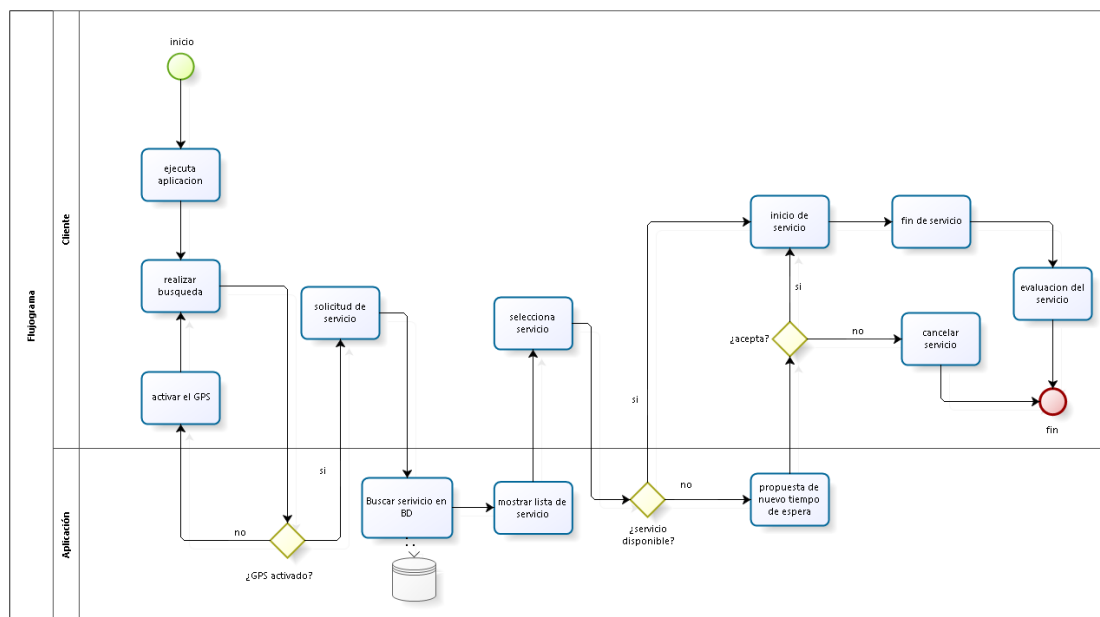 Flujograma
Cliente
inicio
ejecuta
aplicacion
realizar
busqueda
activar el GPS
solicitud de
servicio
selecciona
servicio
si
si
inicio de
servicio
fin de servicio
evaluacion del
servicio
si
¿acepta?
no
cancelar
servicio
fin
Aplicación
no
¿GPS activado?
Buscar serivicio en
BD
mostrar lista de
servicio
¿servicio
disponible?
no
propuesta de
nuevo tiempo
de espera